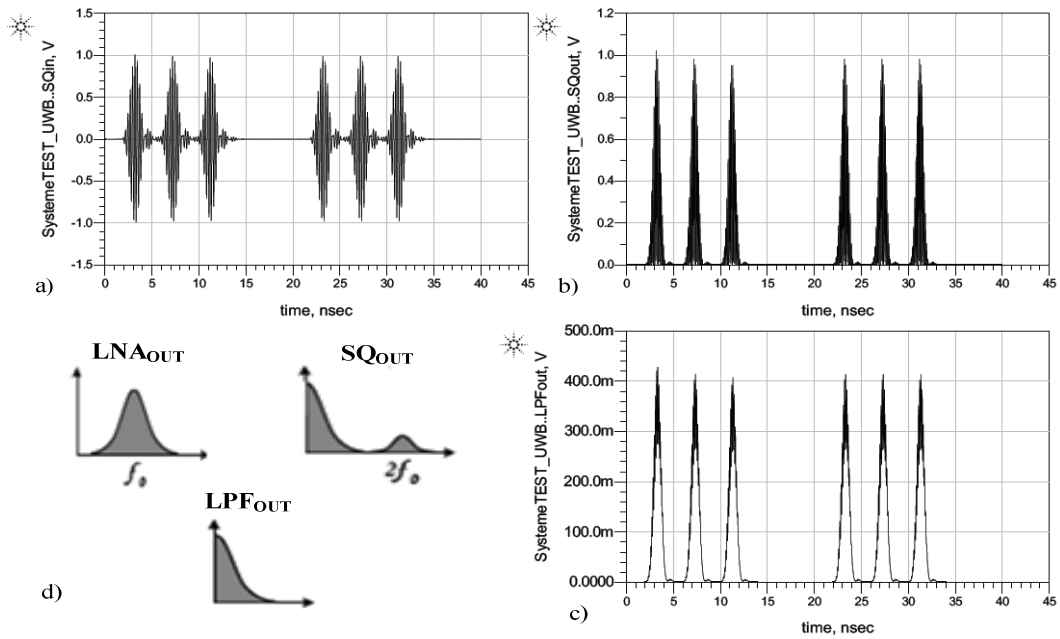 SystemeTEST_UWB..SQin, V
1.5
1.0
0.5
0.0
-0.5
-1.0
-1.5
0 5 10 15 20 25 30 35 40 45
time, nsec
a)
SystemeTEST_UWB..SQout, V
1.2
1.0
0.8
0.6
0.4
0.2
0.0
0 5 10 15 20 25 30 35 40 45
time, nsec
b)
LNAOUT
f0
SQOUT
2f0
LPFOUT
d)
SystemeTEST_UWB..LPFout, V
500.0m
400.0m
300.0m
200.0m
100.0m
0.0000
0 5 10 15 20 25 30 35 40 45
time, nsec
c)